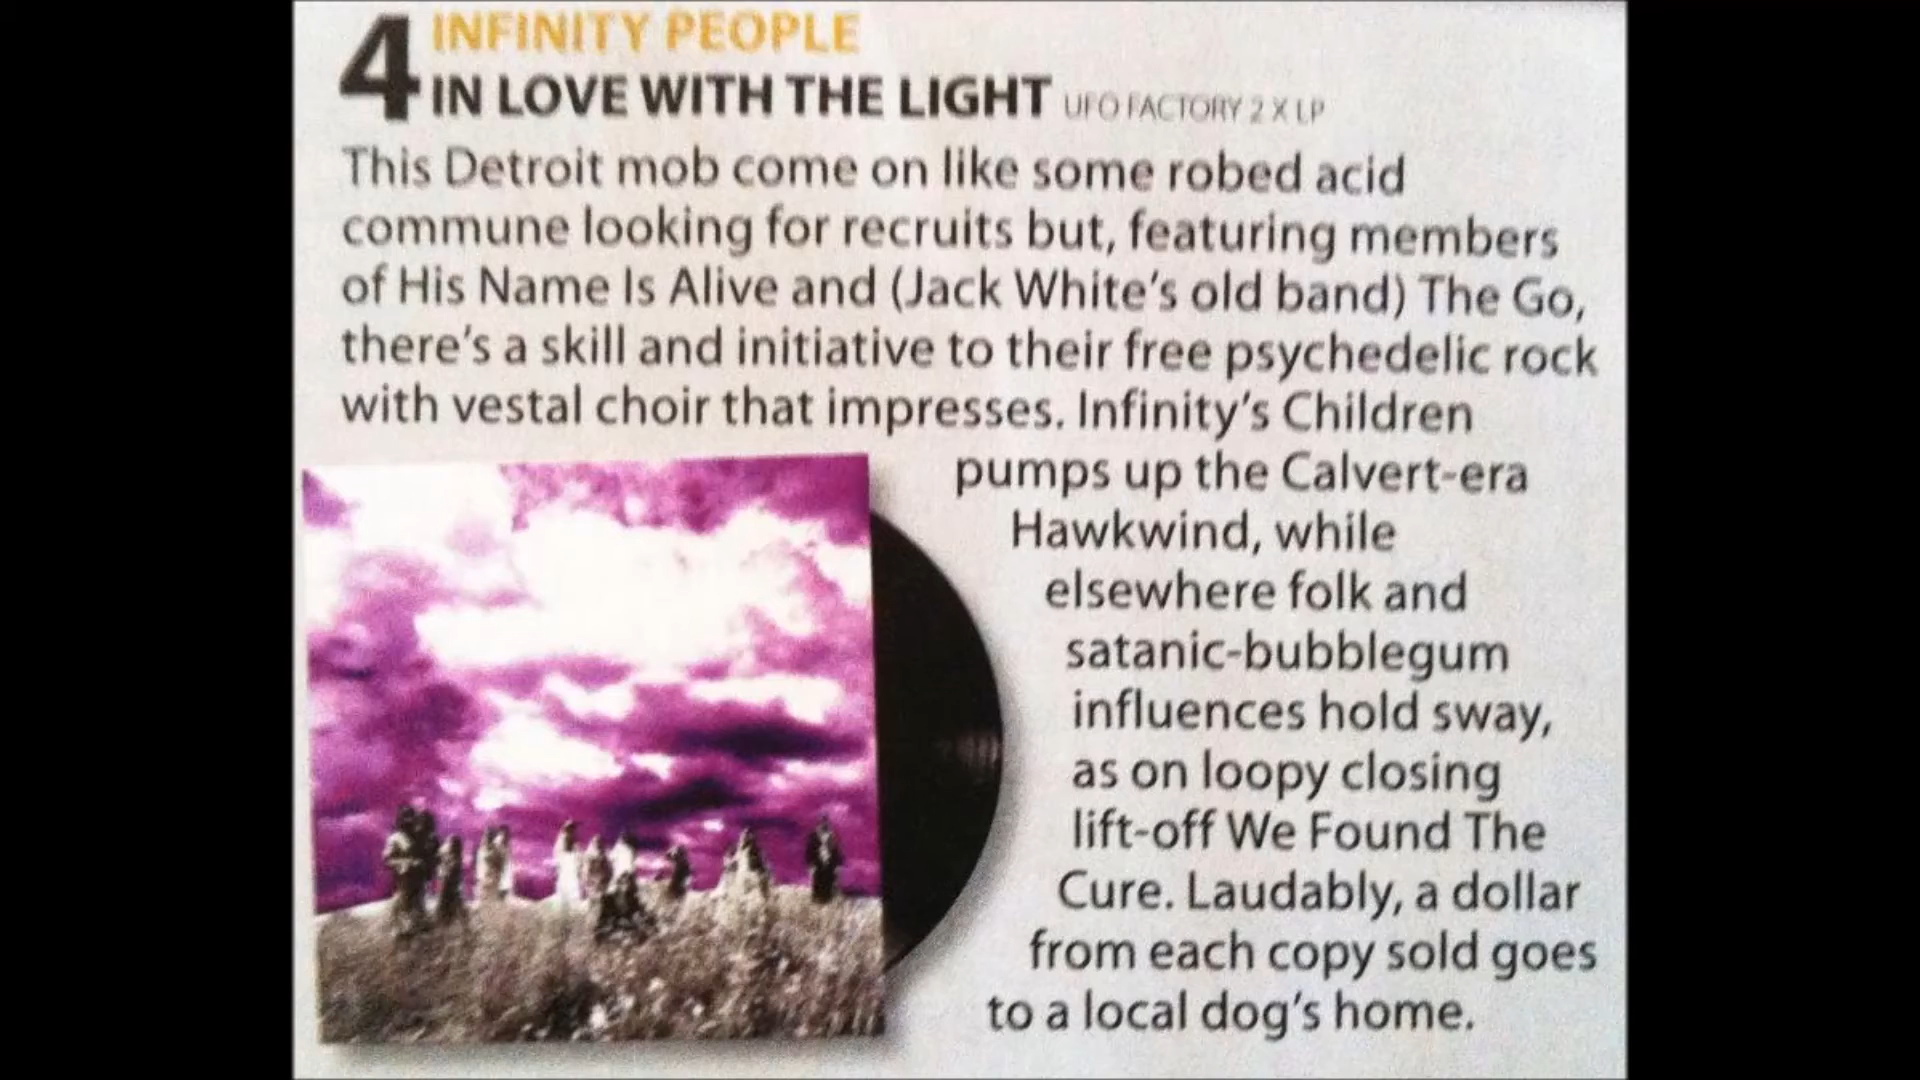 4 INFINITY PEOPLE
IN LOVE WITH THE LIGHT UFO FACTORY 2 X LP
This Detroit mob come on like some robed acid
commune looking for recruits but, featuring members
of His Name Is Alive and (Jack White's old band) The Go,
there's a skill and initiative to their free psychedelic rock
with vestal choir that impresses. Infinity's Children
pumps up the Calvert-era
Hawkwind, while
elsewhere folk and
satanic-bubblegum
influences hold sway,
as on loopy closing
lift-off We Found The
Cure. Laudably, a dollar
from each copy sold goes
to a local dog's home.